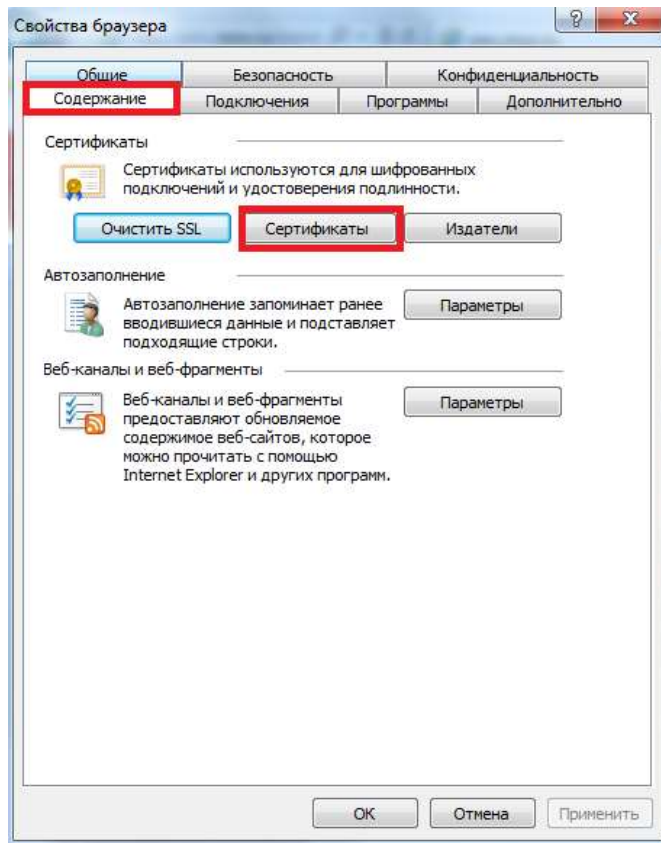 Свойства браузера
Общие Безопасность Конфиденциальность
Содержание Подключения Программы Дополнительно
Сертификаты
Сертификаты используются для шифрованных
подключений и удостоверения подлинности.
Очистить SSL Сертификаты Издатели
Автозаполнение
Автозаполнение запоминает ранее
вводившиеся данные и подставляет
подходящие строки.
Параметры
Веб-каналы и веб-фрагменты
Веб-каналы и веб-фрагменты
предоставляют обновляемое
содержимое веб-сайтов, которое
можно прочитать с помощью
Internet Explorer и других программ.
Параметры
ОК Отмена Применить